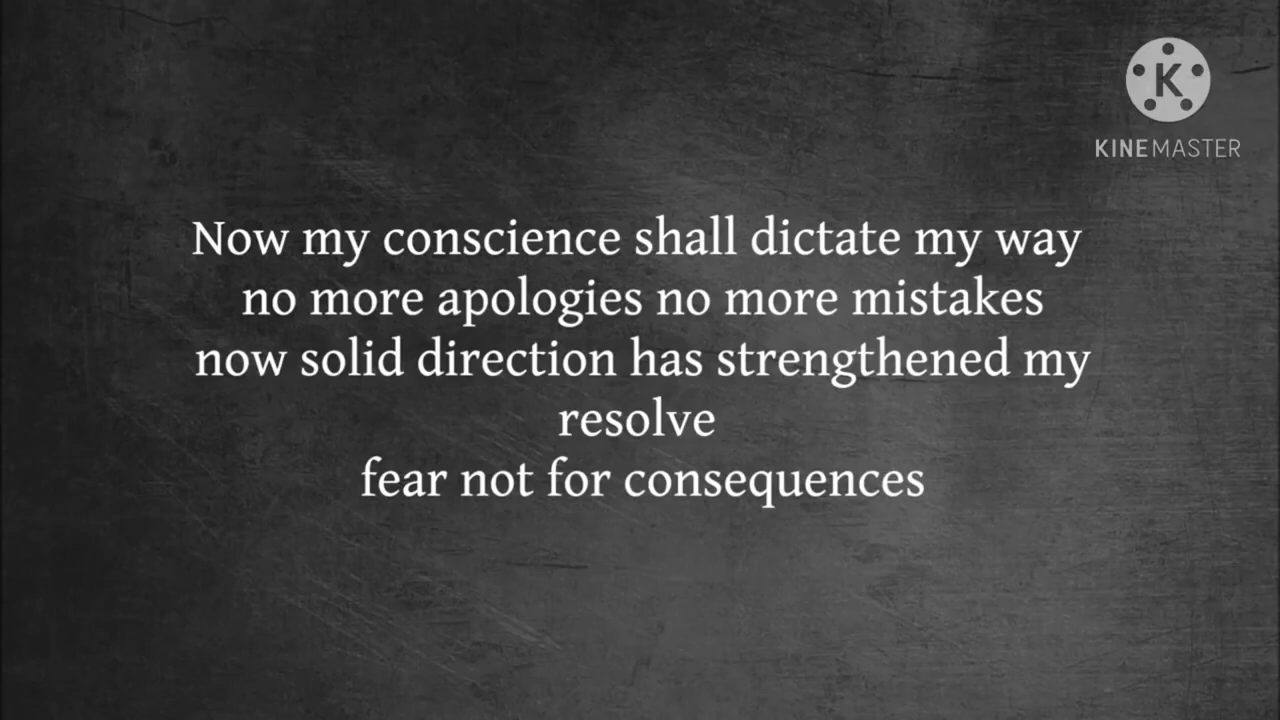 K
KINEMASTER
Now my conscience shall dictate my way
no more apologies no more mistakes
now solid direction has strengthened my
resolve
fear not for consequences